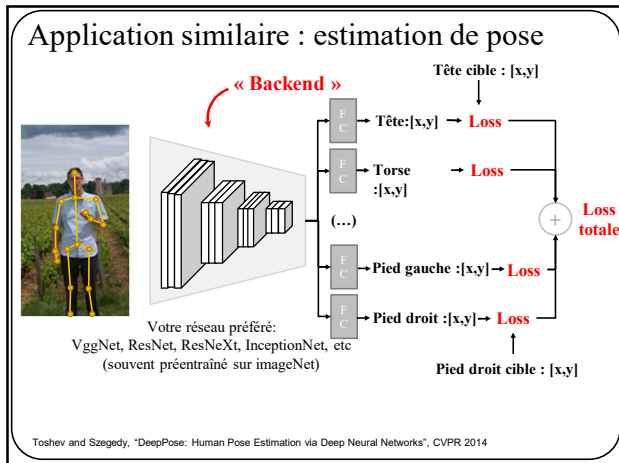 Application similaire : estimation de pose
Tête cible : [x,y]
« Backend »
F
C
Tête:[x,y]
Loss
F
C
Torse
:[x,y]
Loss
(...)
+
Loss
totale
F
C
Pied gauche :[x,y]
Loss
F
C
Pied droit :[x,y]
Loss
Votre réseau préféré:
VggNet, ResNet, ResNeXt, InceptionNet, etc
(souvent préentraîné sur imageNet)
Pied droit cible : [x,y]
Toshev and Szegedy, “DeepPose: Human Pose Estimation via Deep Neural Networks”, CVPR 2014